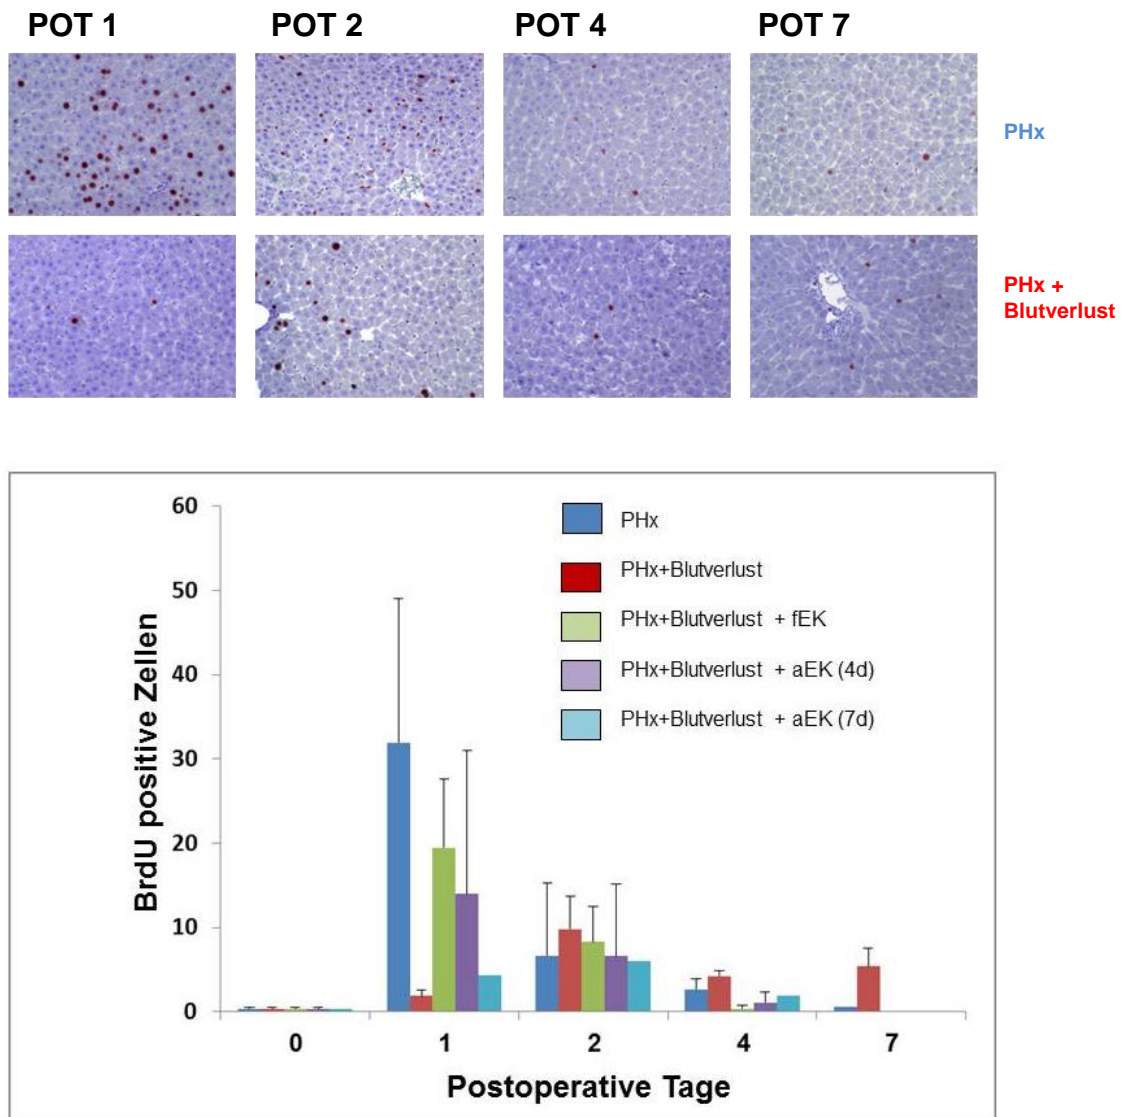 POT 1
POT 2
POT 4
POT 7
PHx
PHx +
Blutverlust
60
50
40
30
20
10
0
BrdU positive Zellen
PHx
PHx+Blutverlust
PHx+Blutverlust + fEK
PHx+Blutverlust + aEK (4d)
PHx+Blutverlust + aEK (7d)
0
1
2
4
7
Postoperative Tage